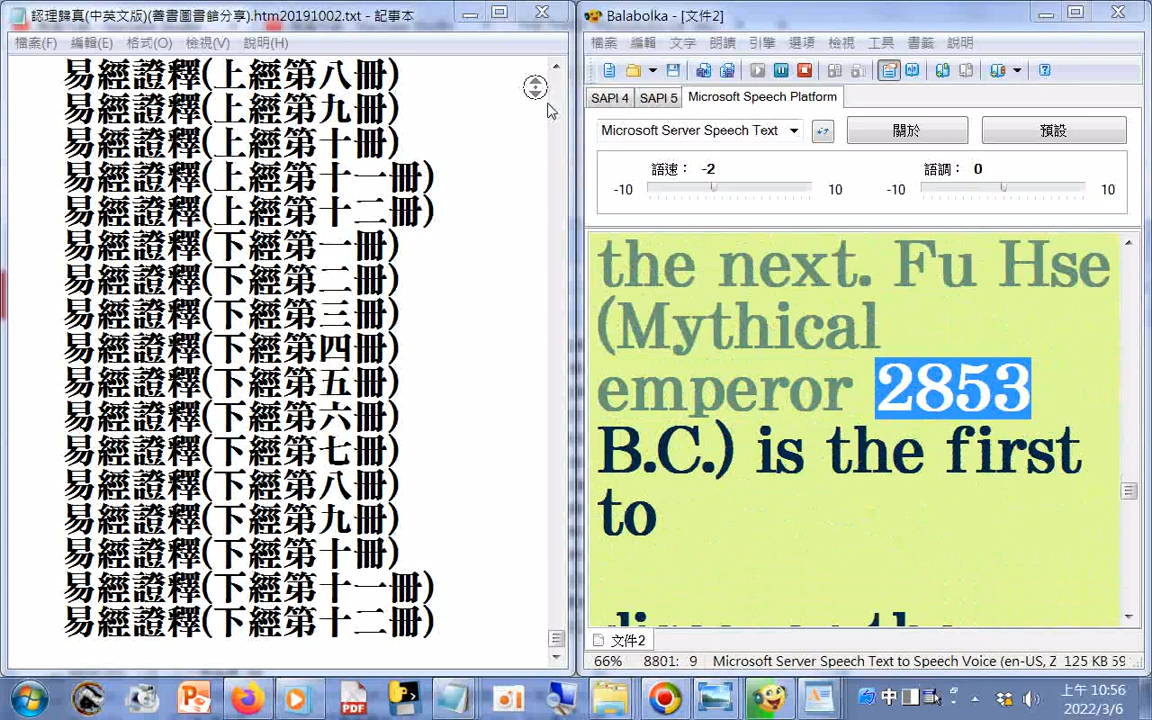 認理歸真(中英文版)(善書圖書館分享).htm20191002.txt - 記事本
檔案(F) 編輯(E) 格式(O) 檢視(V) 說明(H)
易經證釋(上經第八冊)
易經證釋(上經第九冊)
易經證釋(上經第十冊)
易經證釋(上經第十一冊)
易經證釋(上經第十二冊)
易經證釋(下經第一冊)
易經證釋(下經第二冊)
易經證釋(下經第三冊)
易經證釋(下經第四冊)
易經證釋(下經第五冊)
易經證釋(下經第六冊)
易經證釋(下經第七冊)
易經證釋(下經第八冊)
易經證釋(下經第九冊)
易經證釋(下經第十冊)
易經證釋(下經第十一冊)
易經證釋(下經第十二冊)
Balabolka - [文件2]
檔案 編輯 文字 朗讀 引擎 選項 檢視 工具 書籤 說明
SAPI 4 SAPI 5 Microsoft Speech Platform
Microsoft Server Speech Text 關於 預設
語速： -2 語調： 0
-10 10 -10 10
the next. Fu Hse
(Mythical
emperor 2853
B.C.) is the first
to
文件2
66% 8801: 9 Microsoft Server Speech Text to Speech Voice (en-US, Z 125 KB 59
PDF 中 上午 10:56
2022/3/6